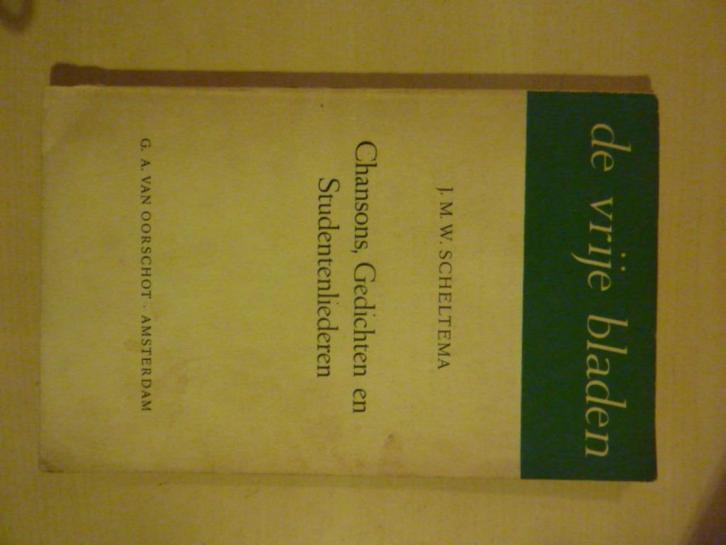 de vrije bladen
J. M. W. SCHELTEMA
Chansons, Gedichten en
Studentenliederen
G. A. VAN OORSCHOT · AMSTERDAM